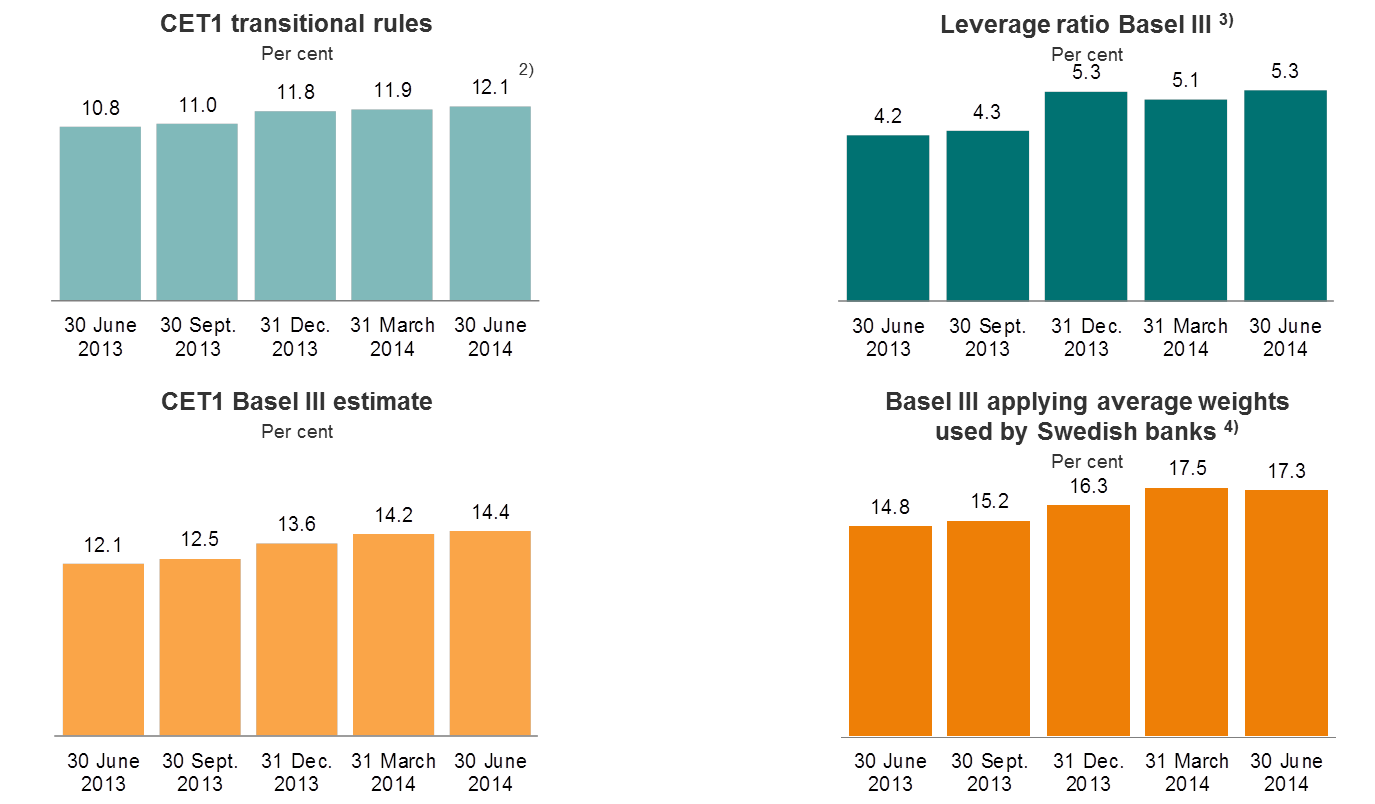 CET1 transitional rules
Per cent
2)
10.8
11.0
11.8
11.9
12.1
30 June
2013
30 Sept.
2013
31 Dec.
2013
31 March
2014
30 June
2014
Leverage ratio Basel III 3)
Per cent
4.2
4.3
5.3
5.1
5.3
30 June
2013
30 Sept.
2013
31 Dec.
2013
31 March
2014
30 June
2014
CET1 Basel III estimate
Per cent
12.1
12.5
13.6
14.2
14.4
30 June
2013
30 Sept.
2013
31 Dec.
2013
31 March
2014
30 June
2014
Basel III applying average weights
used by Swedish banks 4)
Per cent
14.8
15.2
16.3
17.5
17.3
30 June
2013
30 Sept.
2013
31 Dec.
2013
31 March
2014
30 June
2014